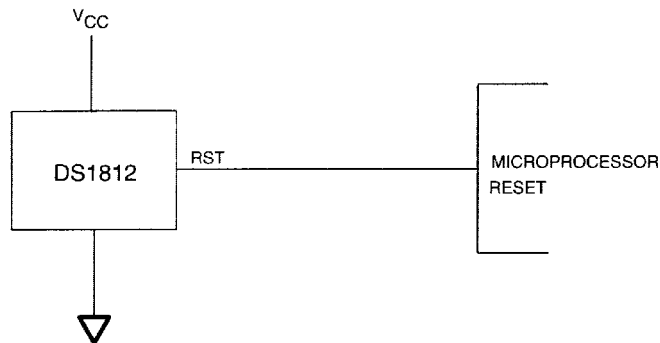 VCC
DS1812
RST
MICROPROCESSOR
RESET